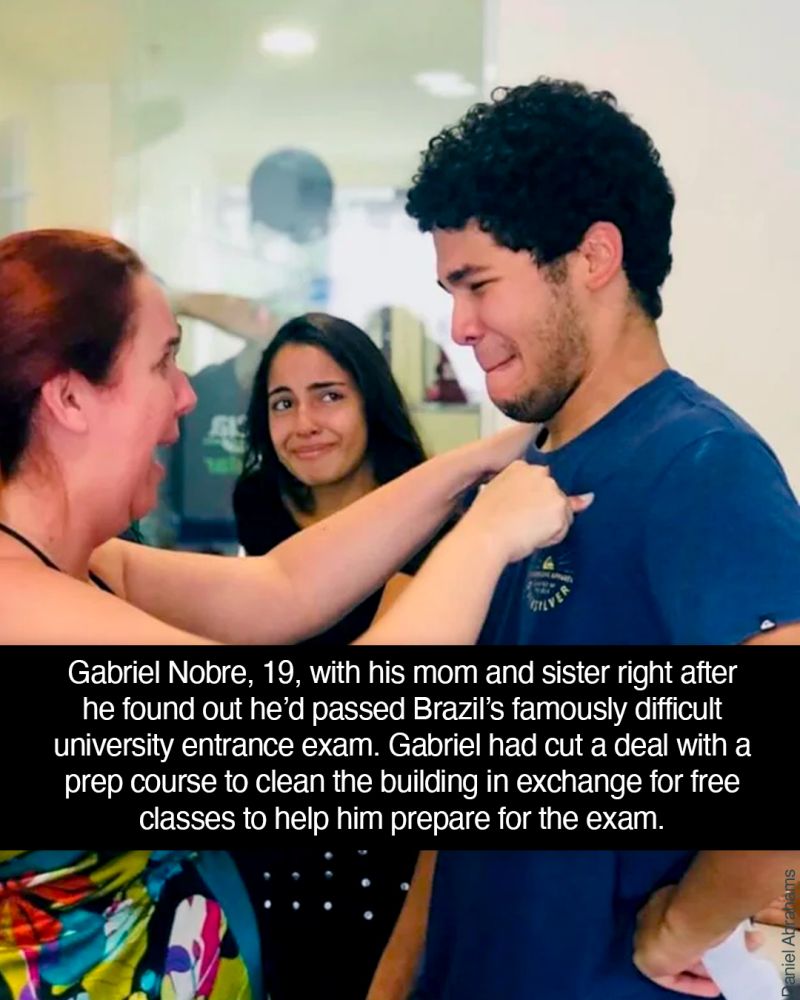 Gabriel Nobre, 19, with his mom and sister right after
he found out he’d passed Brazil’s famously difficult
university entrance exam. Gabriel had cut a deal with a
prep course to clean the building in exchange for free
classes to help him prepare for the exam.
Daniel Abrahams